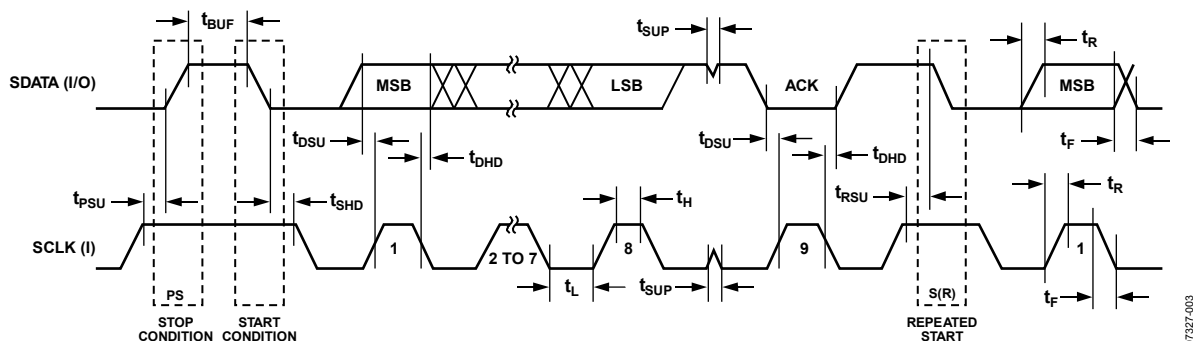 tBUF
tSUP
tR
SDATA (I/O)
MSB
LSB
ACK
MSB
tDSU
tDHD
tDSU
tDHD
tF
tPSU
tSHD
tH
tRSU
tR
SCLK (I)
1
2 TO 7
8
9
1
PS
tL
tSUP
S(R)
tF
STOP
CONDITION
START
CONDITION
REPEATED
START
07327-003